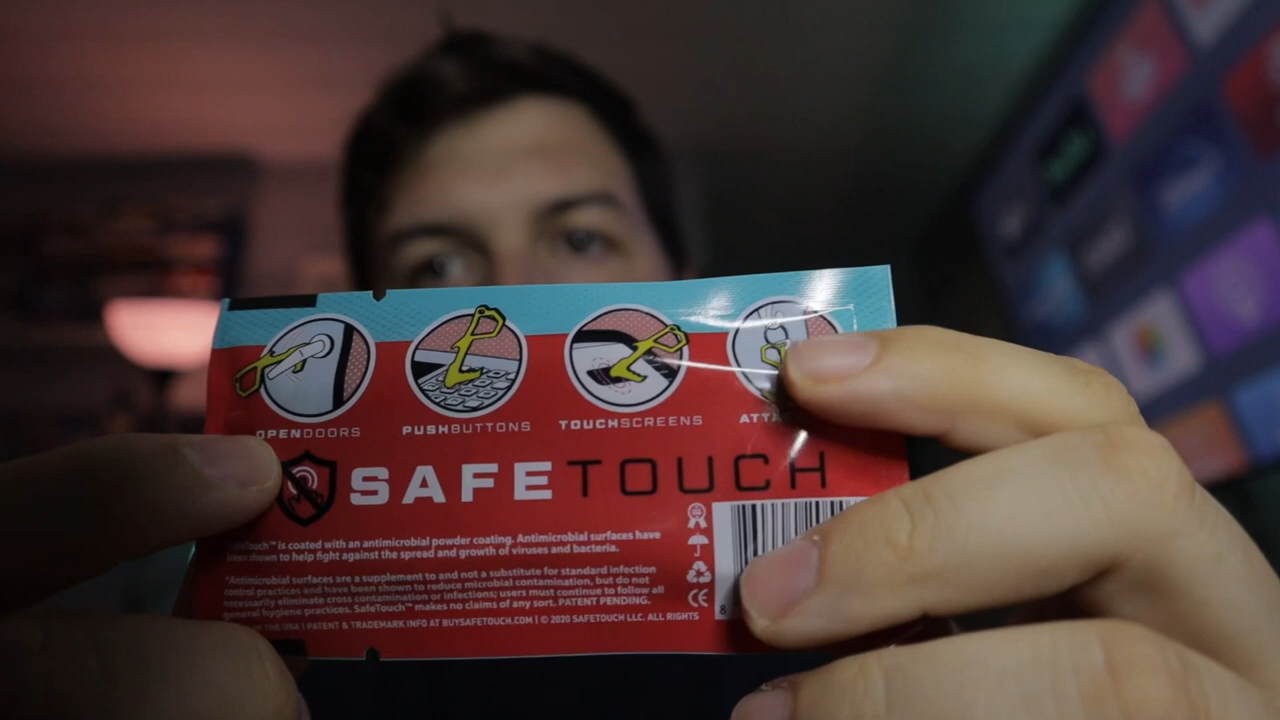 OPENDOORS PUSHBUTTONS TOUCHSCREENS
SAFETOUCH
SafeTouch™ is coated with an antimicrobial powder coating. Antimicrobial surfaces have
been shown to help fight against the spread and growth of viruses and bacteria.
*Antimicrobial surfaces are a supplement to and not a substitute for standard infection
control practices and have been shown to reduce microbial contamination, but do not
necessarily eliminate cross contamination or infections; users must continue to follow all
general hygiene practices. SafeTouch™ makes no claims of any sort. PATENT PENDING.
IN THE USA | PATENT & TRADEMARK INFO AT BUYSAFETOUCH.COM | © 2020 SAFETOUCH LLC. ALL RIGHTS
CE
8